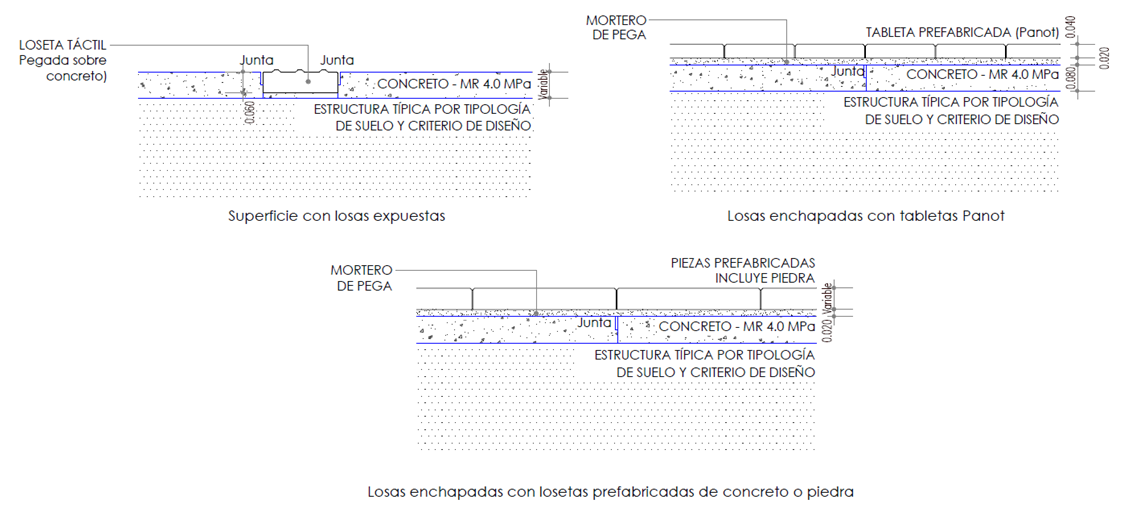 LOSETA TÁCTIL
Pegada sobre
concreto)
Junta
Junta
CONCRETO - MR 4.0 MPa
Variable
0.060
ESTRUCTURA TÍPICA POR TIPOLOGÍA
DE SUELO Y CRITERIO DE DISEÑO
Superficie con losas expuestas
MORTERO
DE PEGA
TABLETA PREFABRICADA (Panot)
0.040
0.020
Junta
CONCRETO - MR 4.0 MPa
0.080
ESTRUCTURA TÍPICA POR TIPOLOGÍA
DE SUELO Y CRITERIO DE DISEÑO
Losas enchapadas con tabletas Panot
MORTERO
DE PEGA
PIEZAS PREFABRICADAS
INCLUYE PIEDRA
Variable
0.020
Junta
CONCRETO - MR 4.0 MPa
ESTRUCTURA TÍPICA POR TIPOLOGÍA
DE SUELO Y CRITERIO DE DISEÑO
Losas enchapadas con losetas prefabricadas de concreto o piedra